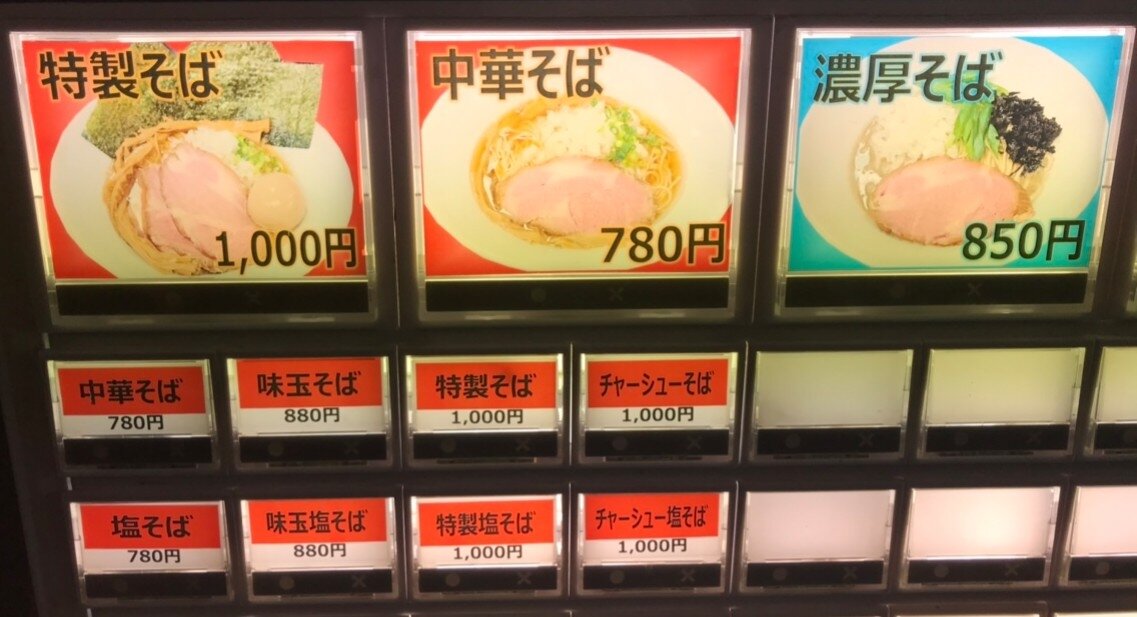 特製そば
1,000円
中華そば
780円
濃厚そば
850円
中華そば
780円
味玉そば
880円
特製そば
1,000円
チャーシューそば
1,000円
塩そば
780円
味玉塩そば
880円
特製塩そば
1,000円
チャーシュー塩そば
1,000円